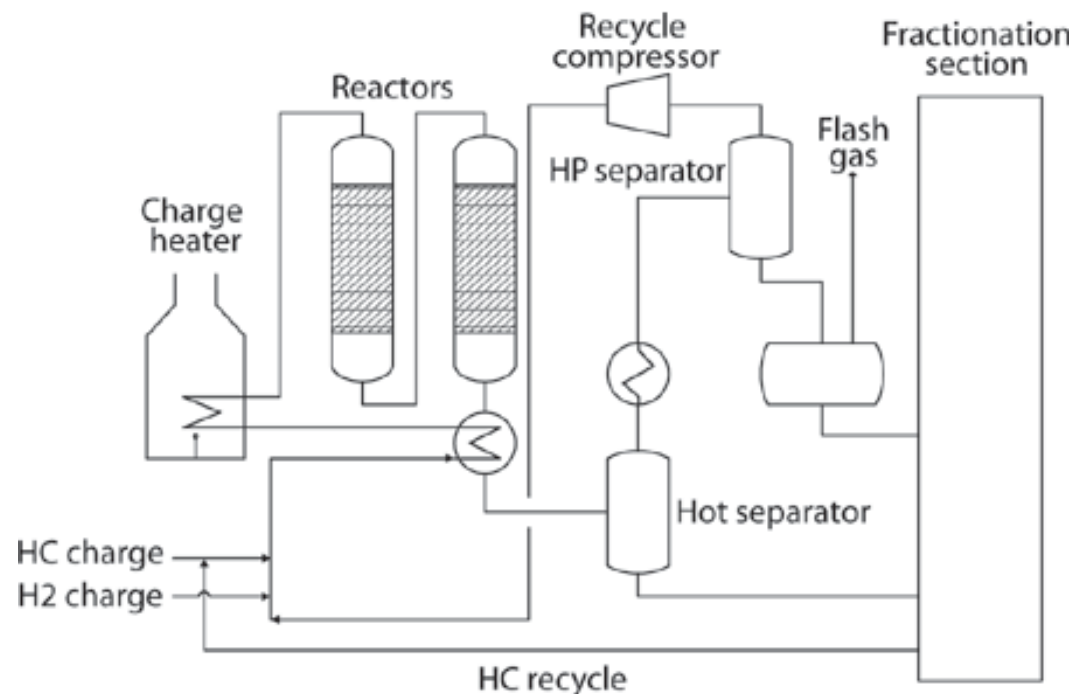 Recycle
compressor
Fractionation
section
Reactors
Flash
gas
HP separator
Charge
heater
Hot separator
HC charge
H2 charge
HC recycle